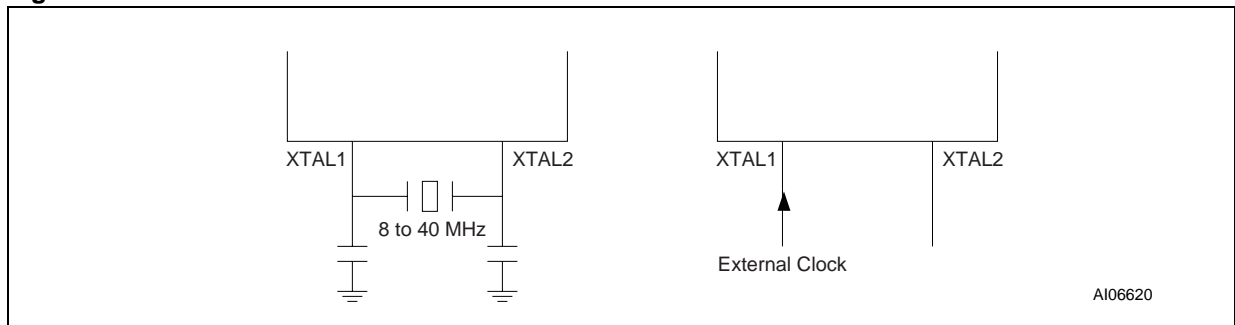 XTAL1 XTAL2
8 to 40 MHz
XTAL1 XTAL2
External Clock
AI06620